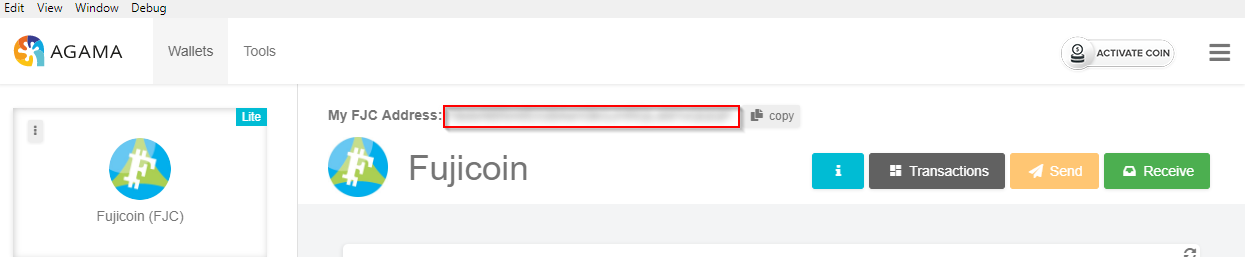 Edit View Window Debug
AGAMA Wallets Tools ACTIVATE COIN
Lite
My FJC Address: copy
Fujicoin
i Transactions Send Receive
Fujicoin (FJC)